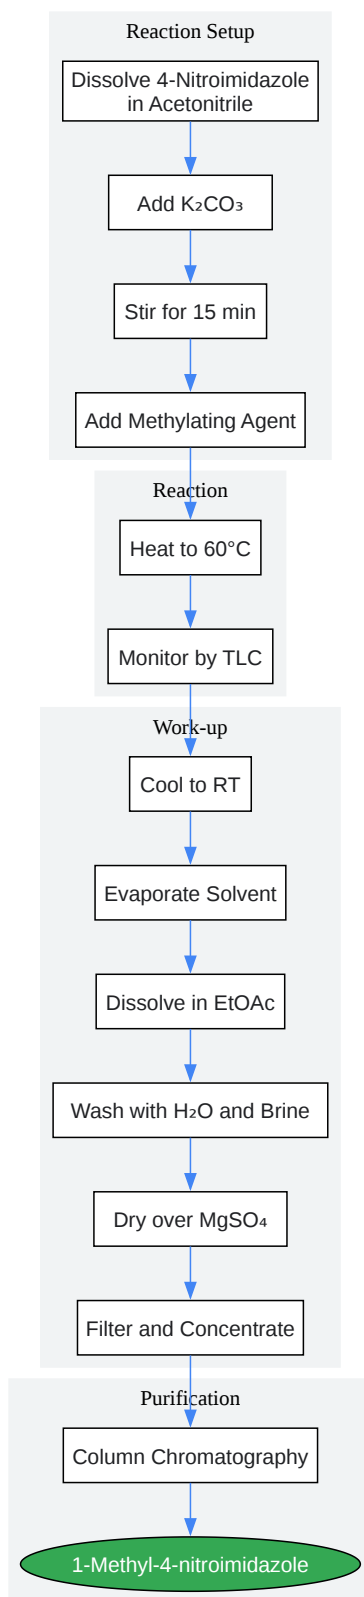 Reaction Setup
Dissolve 4-Nitroimidazole
in Acetonitrile
Add K₂CO₃
Stir for 15 min
Add Methylating Agent
Reaction
Heat to 60°C
Monitor by TLC
Work-up
Cool to RT
Evaporate Solvent
Dissolve in EtOAc
Wash with H₂O and Brine
Dry over MgSO₄
Filter and Concentrate
Purification
Column Chromatography
1-Methyl-4-nitroimidazole